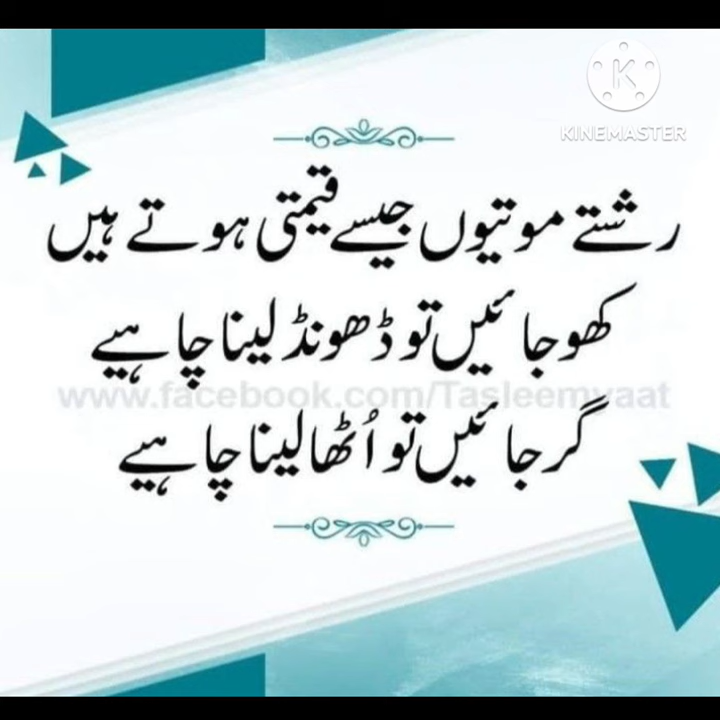 KINEMASTER
رشتے موتیوں جیسے قیمتی ہوتے ہیں
کھو جائیں تو ڈھونڈ لینا چاہیے
www.facebook.com/Tasleemyaat
گر جائیں تو اُٹھا لینا چاہیے